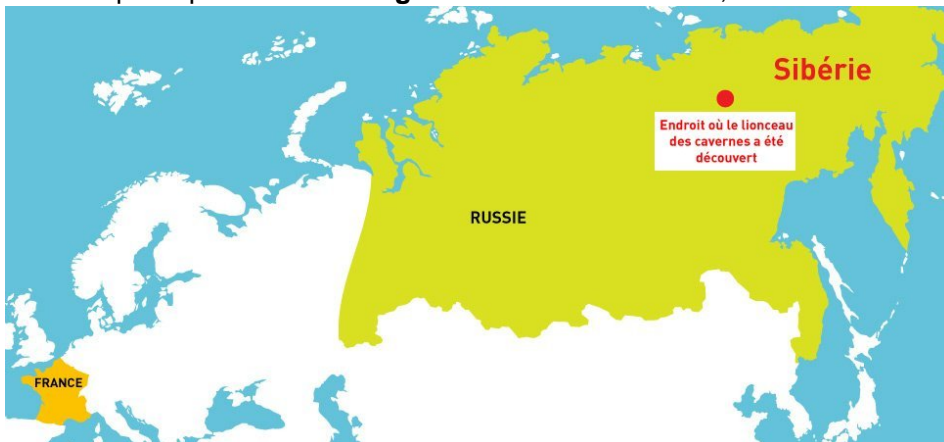 Sibérie
Endroit où le lionceau
des cavernes a été
découvert
RUSSIE
FRANCE